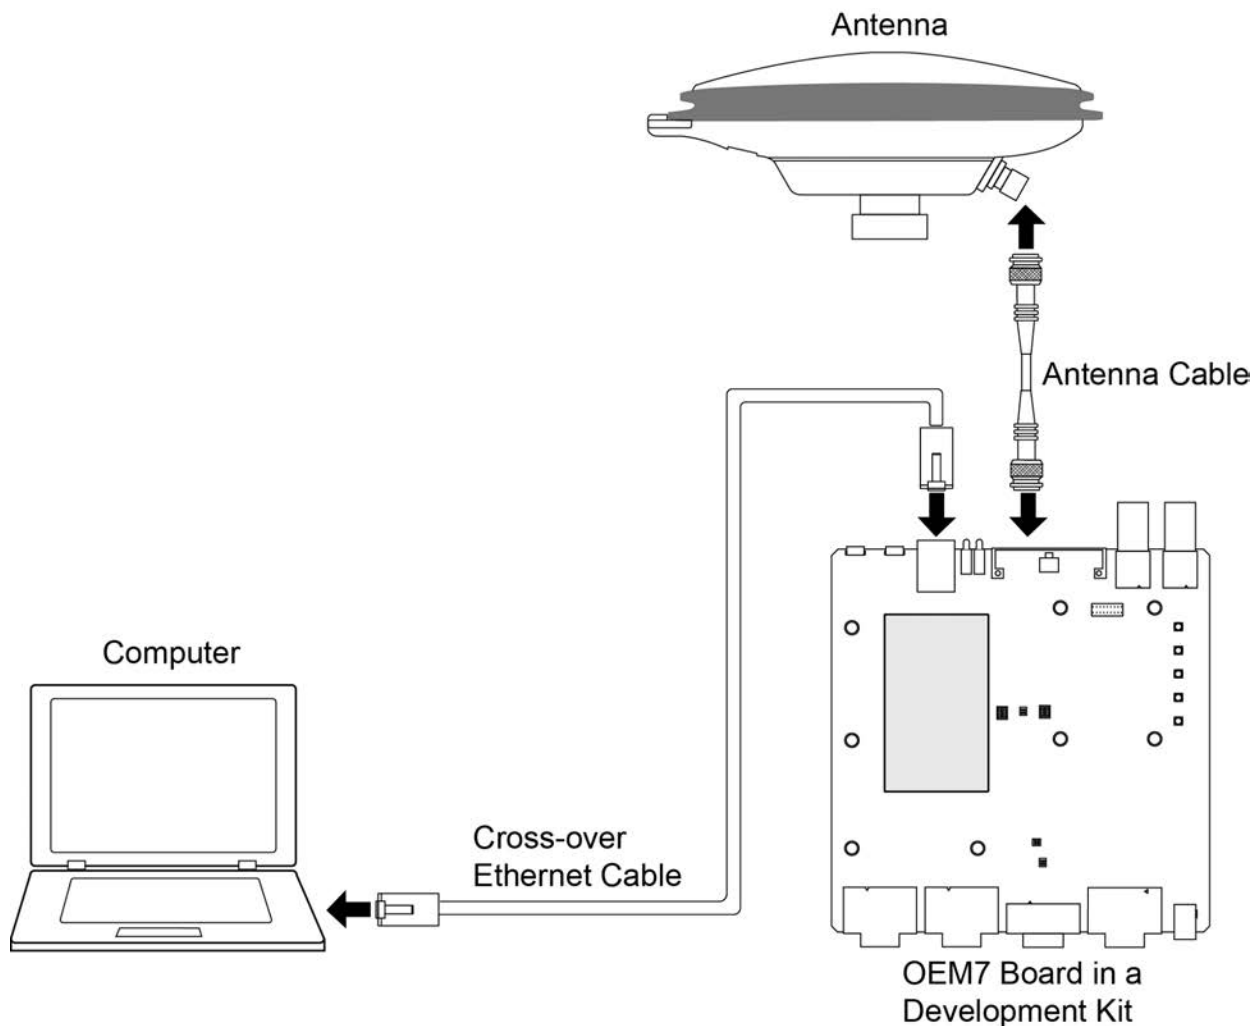 Antenna
Antenna Cable
Computer
Cross-over
Ethernet Cable
OEM7 Board in a
Development Kit